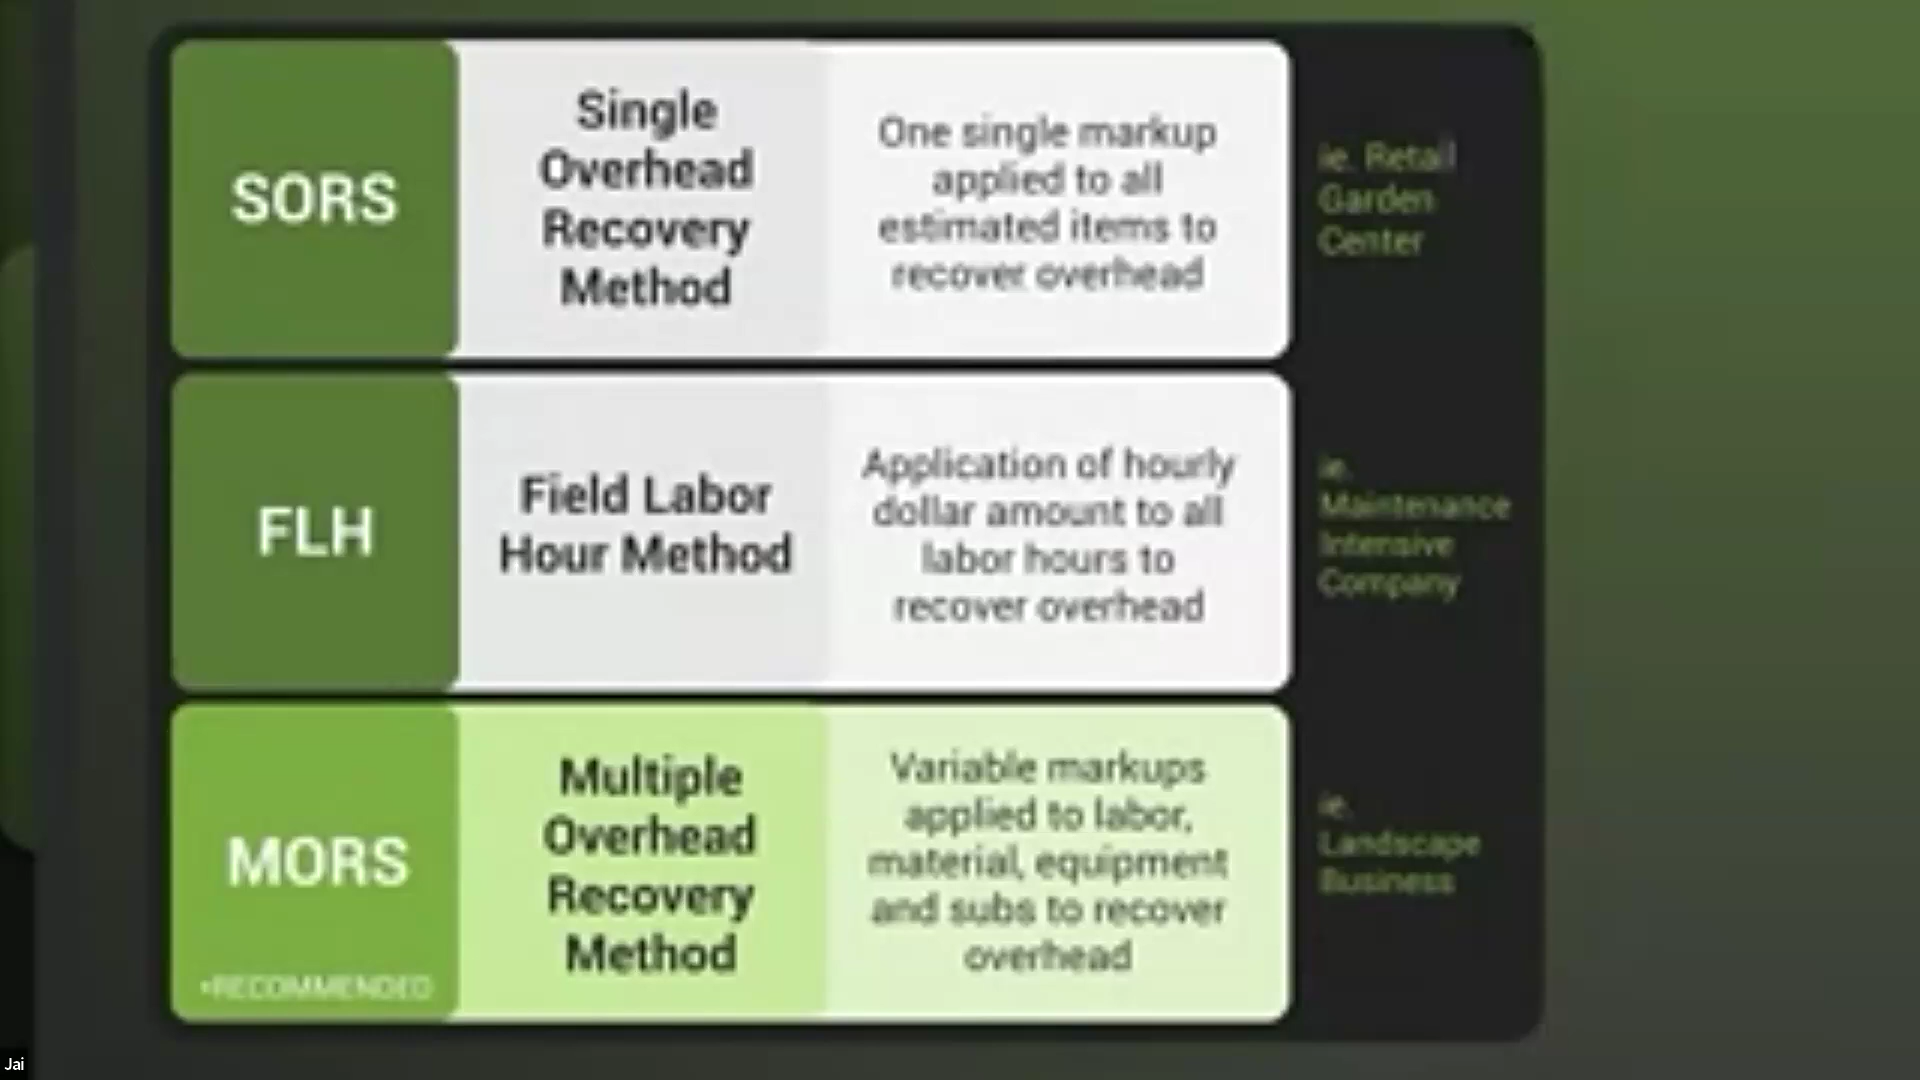 SORS
Single
Overhead
Recovery
Method
One single markup
applied to all
estimated items to
recover overhead
ie. Retail
Garden
Center
FLH
Field Labor
Hour Method
Application of hourly
dollar amount to all
labor hours to
recover overhead
ie.
Maintenance
Intensive
Company
MORS
*RECOMMENDED
Multiple
Overhead
Recovery
Method
Variable markups
applied to labor,
material, equipment
and subs to recover
overhead
ie.
Landscape
Business
Jai